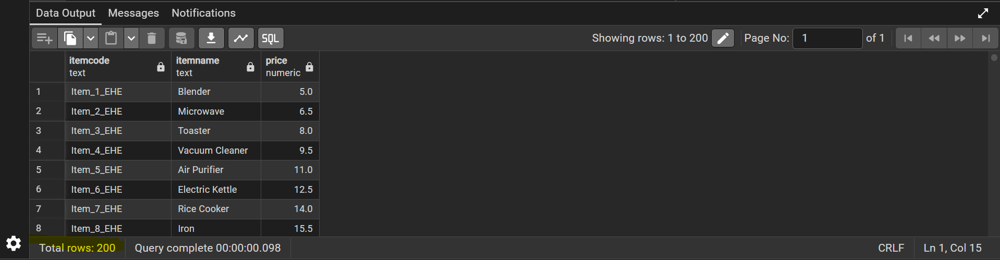 Data Output Messages Notifications
SQL Showing rows: 1 to 200 Page No: 1 of 1
itemcode itemname price
text text numeric
1 Item_1_EHE Blender 5.0
2 Item_2_EHE Microwave 6.5
3 Item_3_EHE Toaster 8.0
4 Item_4_EHE Vacuum Cleaner 9.5
5 Item_5_EHE Air Purifier 11.0
6 Item_6_EHE Electric Kettle 12.5
7 Item_7_EHE Rice Cooker 14.0
8 Item_8_EHE Iron 15.5
Total rows: 200 Query complete 00:00:00.098 CRLF Ln 1, Col 15